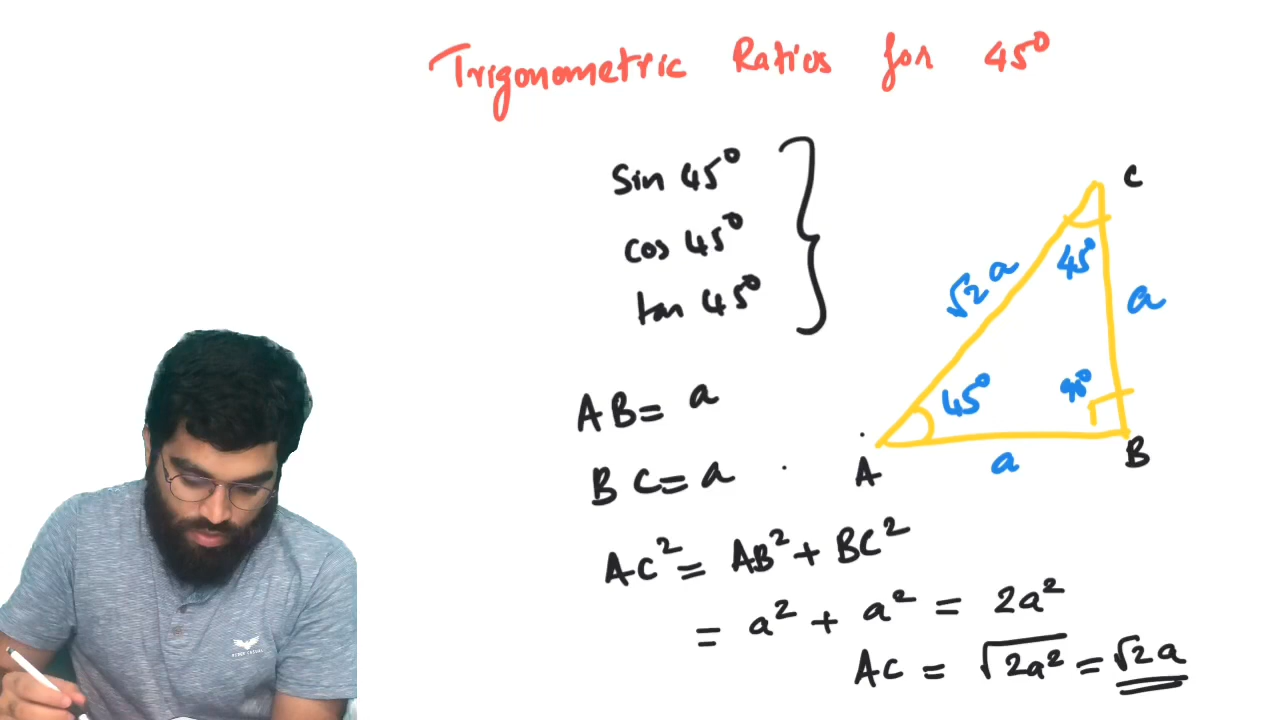 Trigonometric Ratios for 45°
Sin 45°
cos 45°
tan 45°
C
45°
√2 a
a
90°
45°
a
A
B
AB = a
BC = a
AC² = AB² + BC²
= a² + a² = 2a²
AC = √2a² = √2a